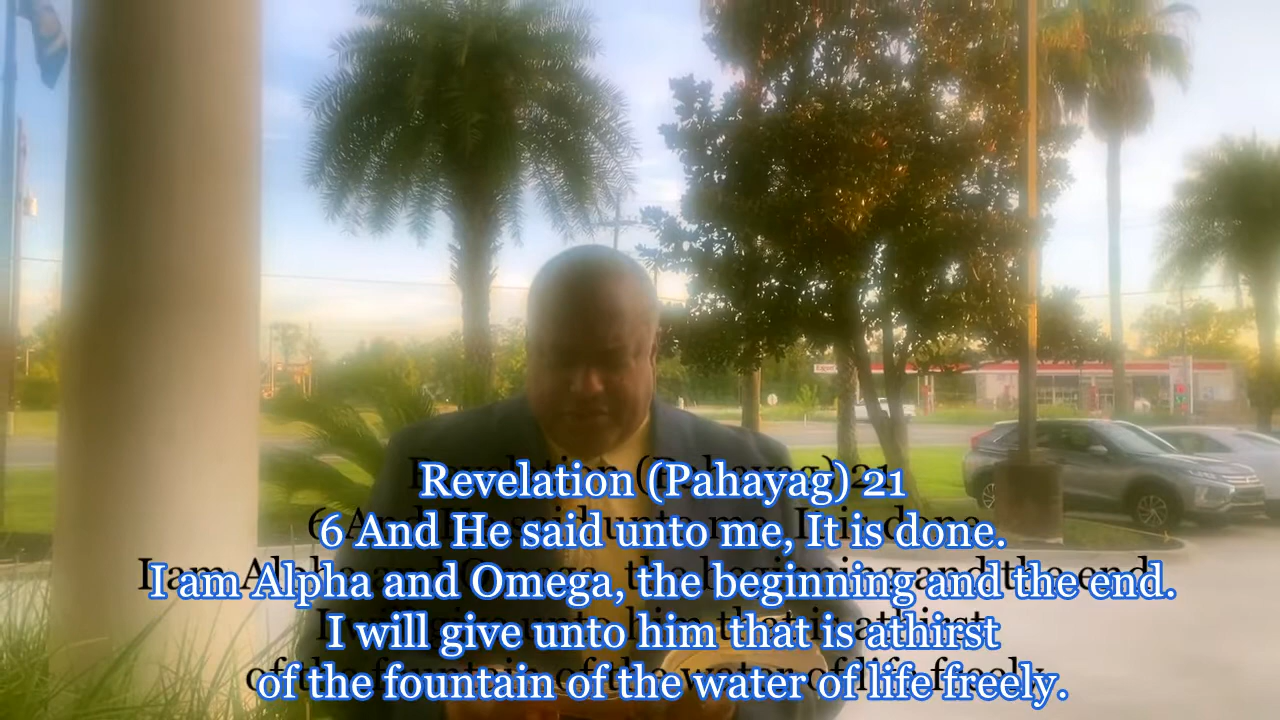 Revelation (Pahayag) 21
6 And He said unto me, It is done.
I am Alpha and Omega, the beginning and the end.
I will give unto him that is athirst
of the fountain of the water of life freely.